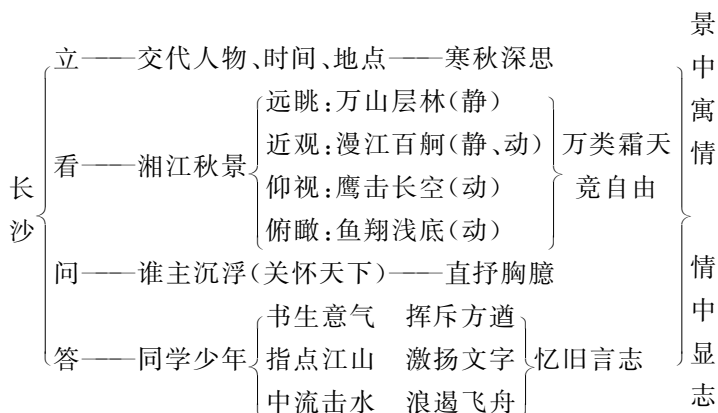 长沙
立——交代人物、时间、地点——寒秋深思
看——湘江秋景
远眺:万山层林(静)
近观:漫江百舸(静、动)
仰视:鹰击长空(动)
俯瞰:鱼翔浅底(动)
万类霜天
竞自由
问——谁主沉浮(关怀天下)——直抒胸臆
答——同学少年
书生意气 挥斥方遒
指点江山 激扬文字
中流击水 浪遏飞舟
忆旧言志
景中寓情
情中显志